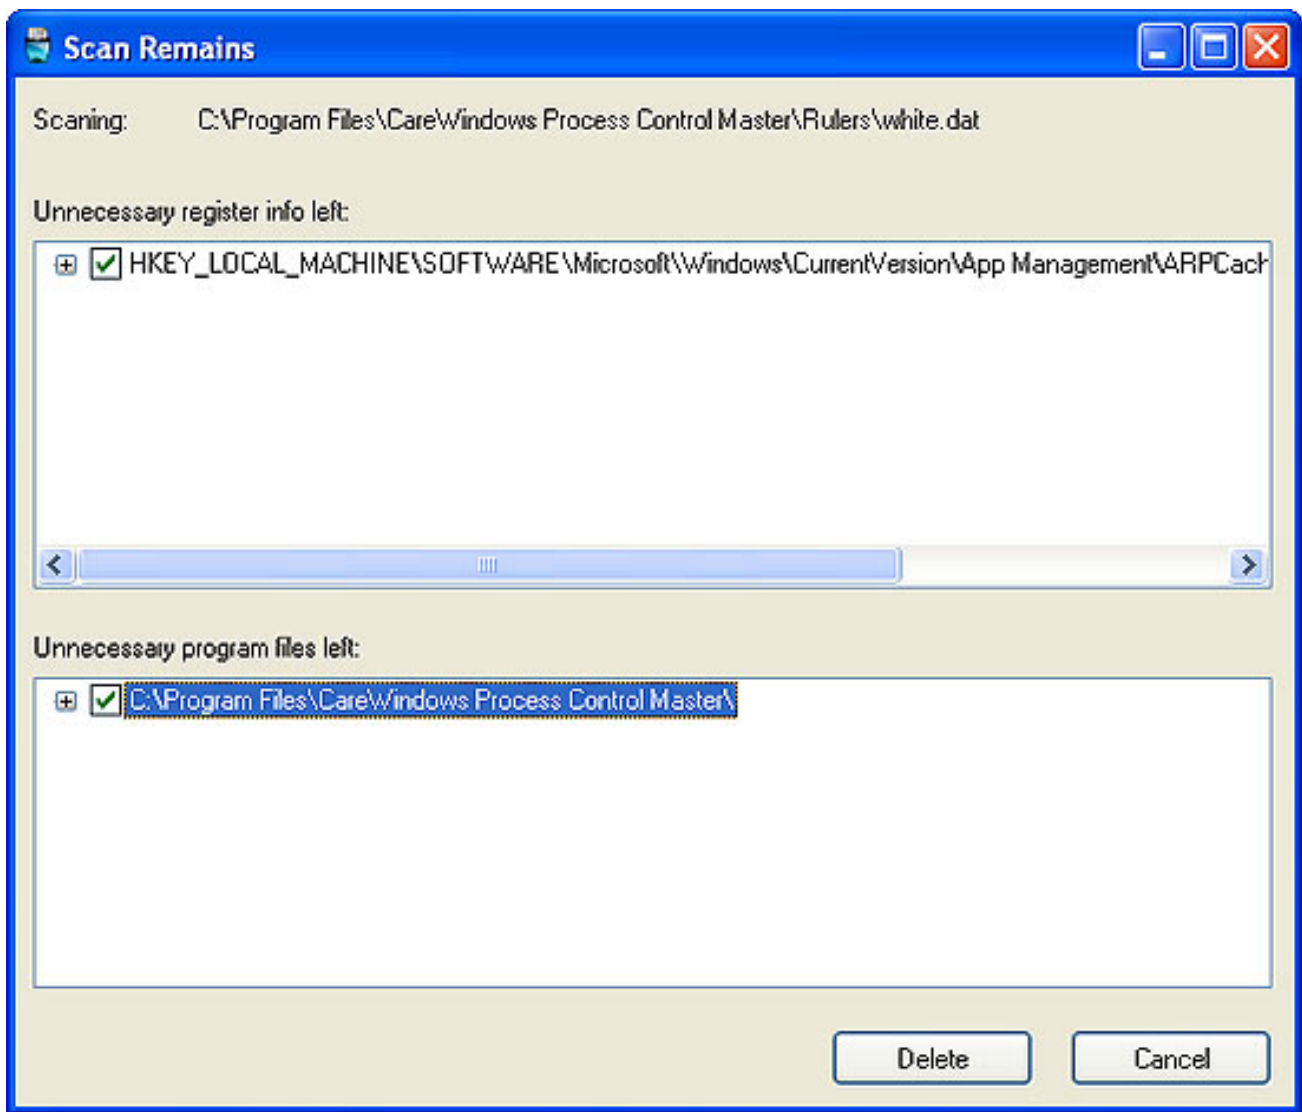 Scan Remains
Scaning: C:\Program Files\CareWindows Process Control Master\Rulers\white.dat
Unnecessary register info left:
HKEY_LOCAL_MACHINE\SOFTWARE\Microsoft\Windows\CurrentVersion\App Management\ARPCach
Unnecessary program files left:
C:\Program Files\CareWindows Process Control Master\
Delete Cancel